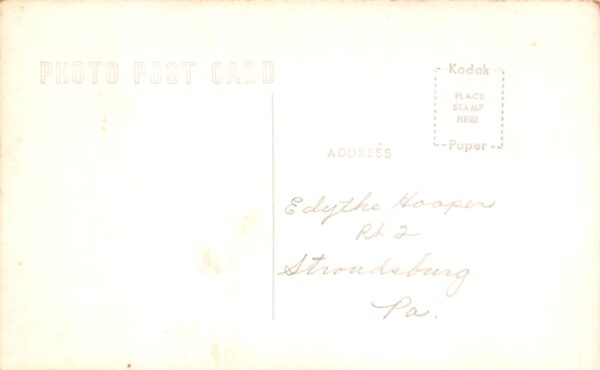 PHOTO POST CARD
Kodak
PLACE
STAMP
HERE
Paper
ADDRESS
Edythe Hooper
Rt 2
Stroudsburg
Pa.